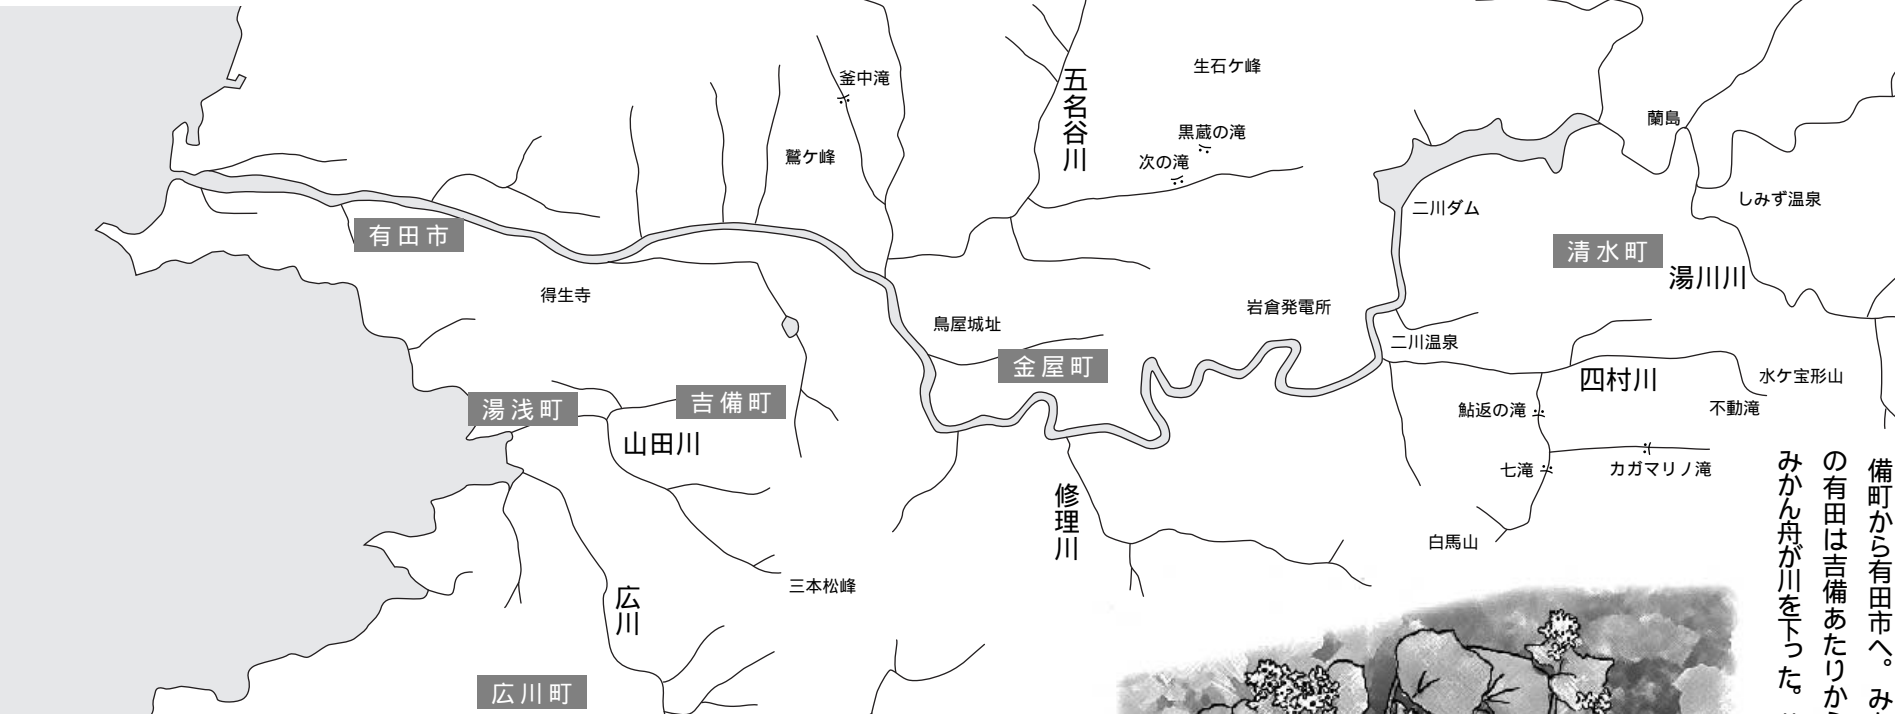 釜中滝
五名谷川
生石ケ峰
黒蔵の滝
次の滝
鷲ケ峰
蘭島
しみず温泉
二川ダム
有田市
清水町
湯川川
得生寺
岩倉発電所
鳥屋城址
二川温泉
金屋町
四村川
水ケ宝形山
不動滝
湯浅町
吉備町
鮎返の滝
山田川
七滝
カガマリノ滝
修理川
白馬山
三本松峰
広川
広川町
備町から有田市へ。み
の有田は吉備あたりか
みかん舟が川を下った。